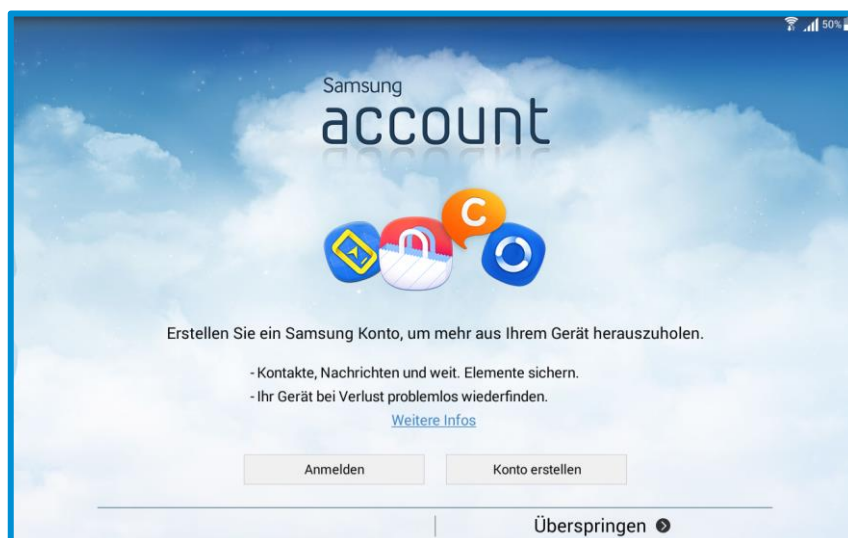 50%
Samsung
account
C
Erstellen Sie ein Samsung Konto, um mehr aus Ihrem Gerät herauszuholen.
- Kontakte, Nachrichten und weit. Elemente sichern.
- Ihr Gerät bei Verlust problemlos wiederfinden.
Weitere Infos
Anmelden Konto erstellen
Überspringen